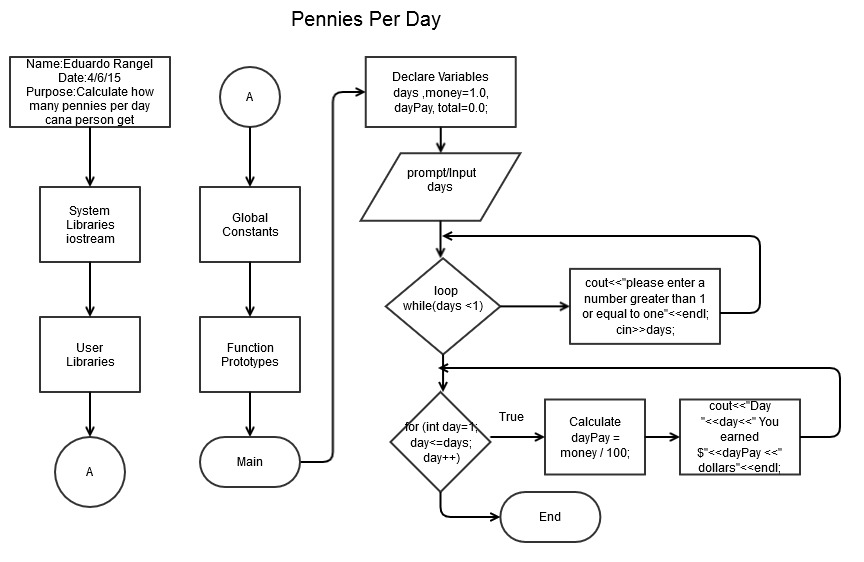 Pennies Per Day
Name:Eduardo Rangel
Date:4/6/15
Purpose:Calculate how
many pennies per day
cana person get
System
Libraries
iostream
User
Libraries
A
A
Global
Constants
Function
Prototypes
Main
Declare Variables
days ,money=1.0,
dayPay, total=0.0;
prompt/Input
days
loop
while(days <1)
cout<<"please enter a
number greater than 1
or equal to one"<<endl;
cin>>days;
for (int day=1;
day<=days;
day++)
True
Calculate
dayPay =
money / 100;
cout<<"Day
"<<day<<" You
earned
$"<<dayPay <<"
dollars"<<endl;
End